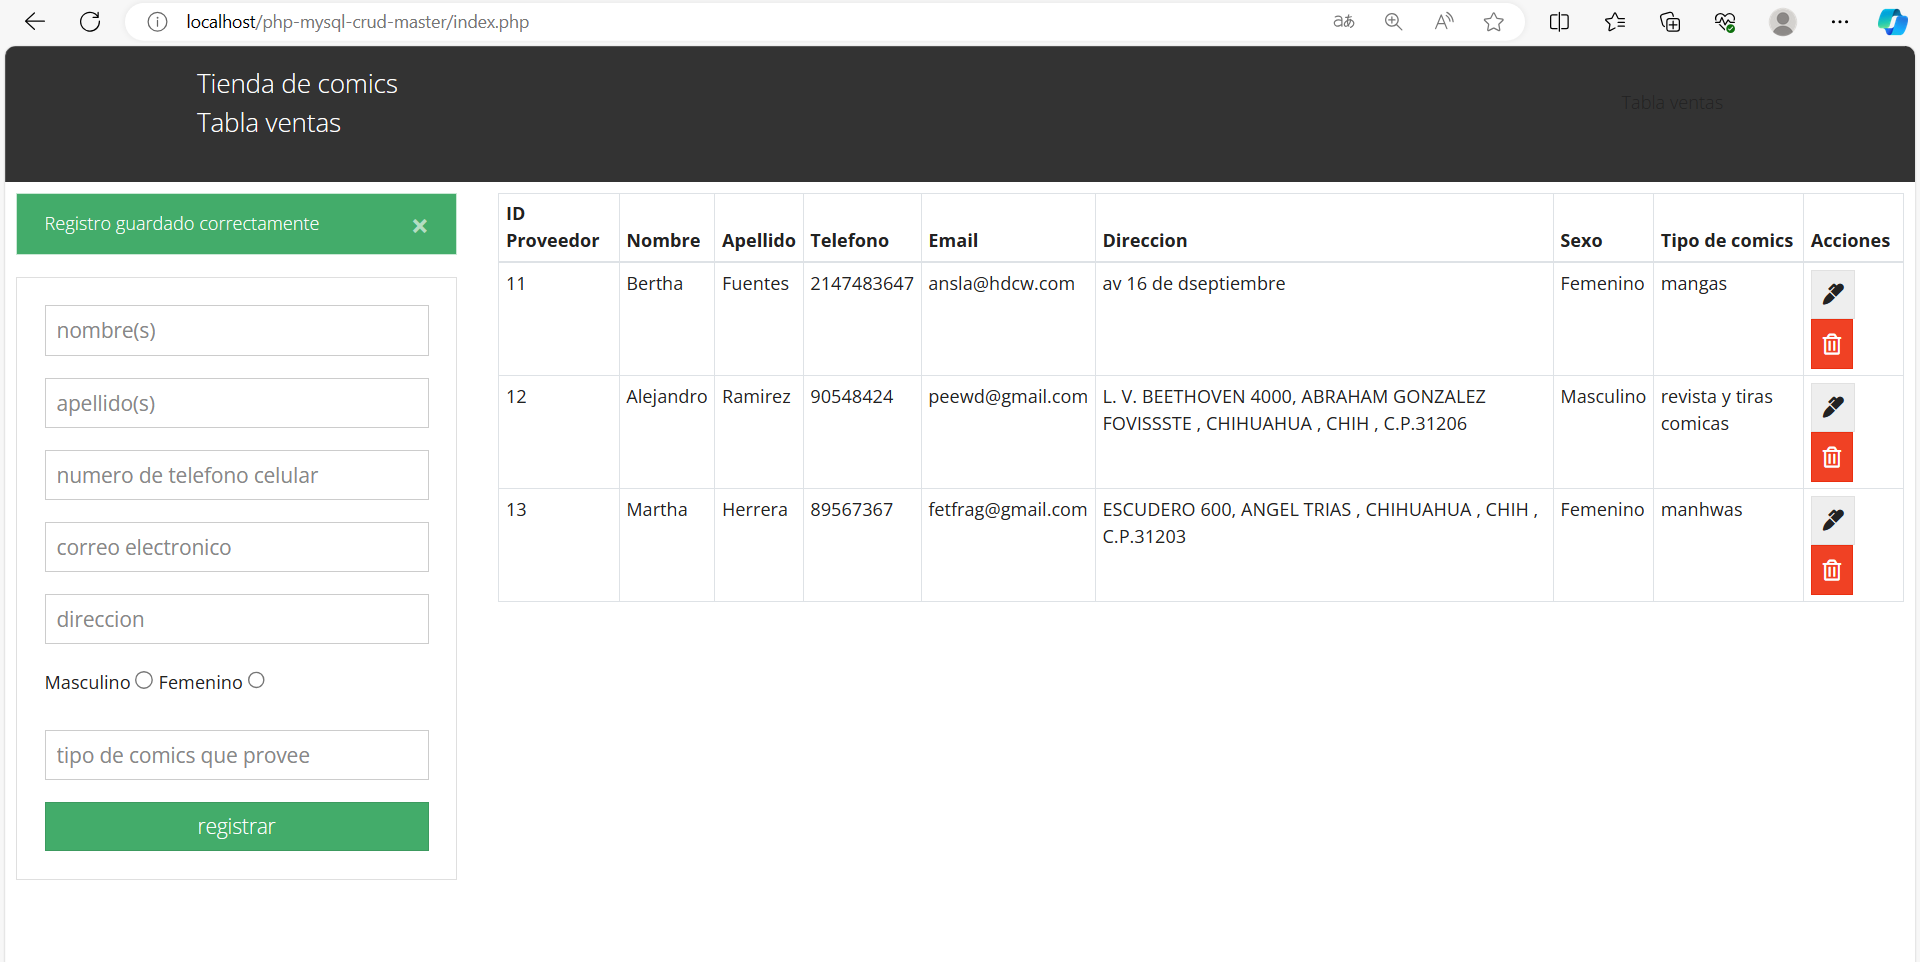 localhost/php-mysql-crud-master/index.php
Tienda de comics
Tabla ventas
Tabla ventas
Registro guardado correctamente ×
nombre(s)
apellido(s)
numero de telefono celular
correo electronico
direccion
Masculino Femenino
tipo de comics que provee
registrar
ID
Proveedor Nombre Apellido Telefono Email Direccion Sexo Tipo de comics Acciones
11 Bertha Fuentes 2147483647 ansla@hdcw.com av 16 de dseptiembre Femenino mangas
12 Alejandro Ramirez 90548424 peewd@gmail.com L. V. BEETHOVEN 4000, ABRAHAM GONZALEZ Masculino revista y tiras
FOVISSSTE , CHIHUAHUA , CHIH , C.P.31206 comicas
13 Martha Herrera 89567367 fetfrag@gmail.com ESCUDERO 600, ANGEL TRIAS , CHIHUAHUA , CHIH , Femenino manhwas
C.P.31203